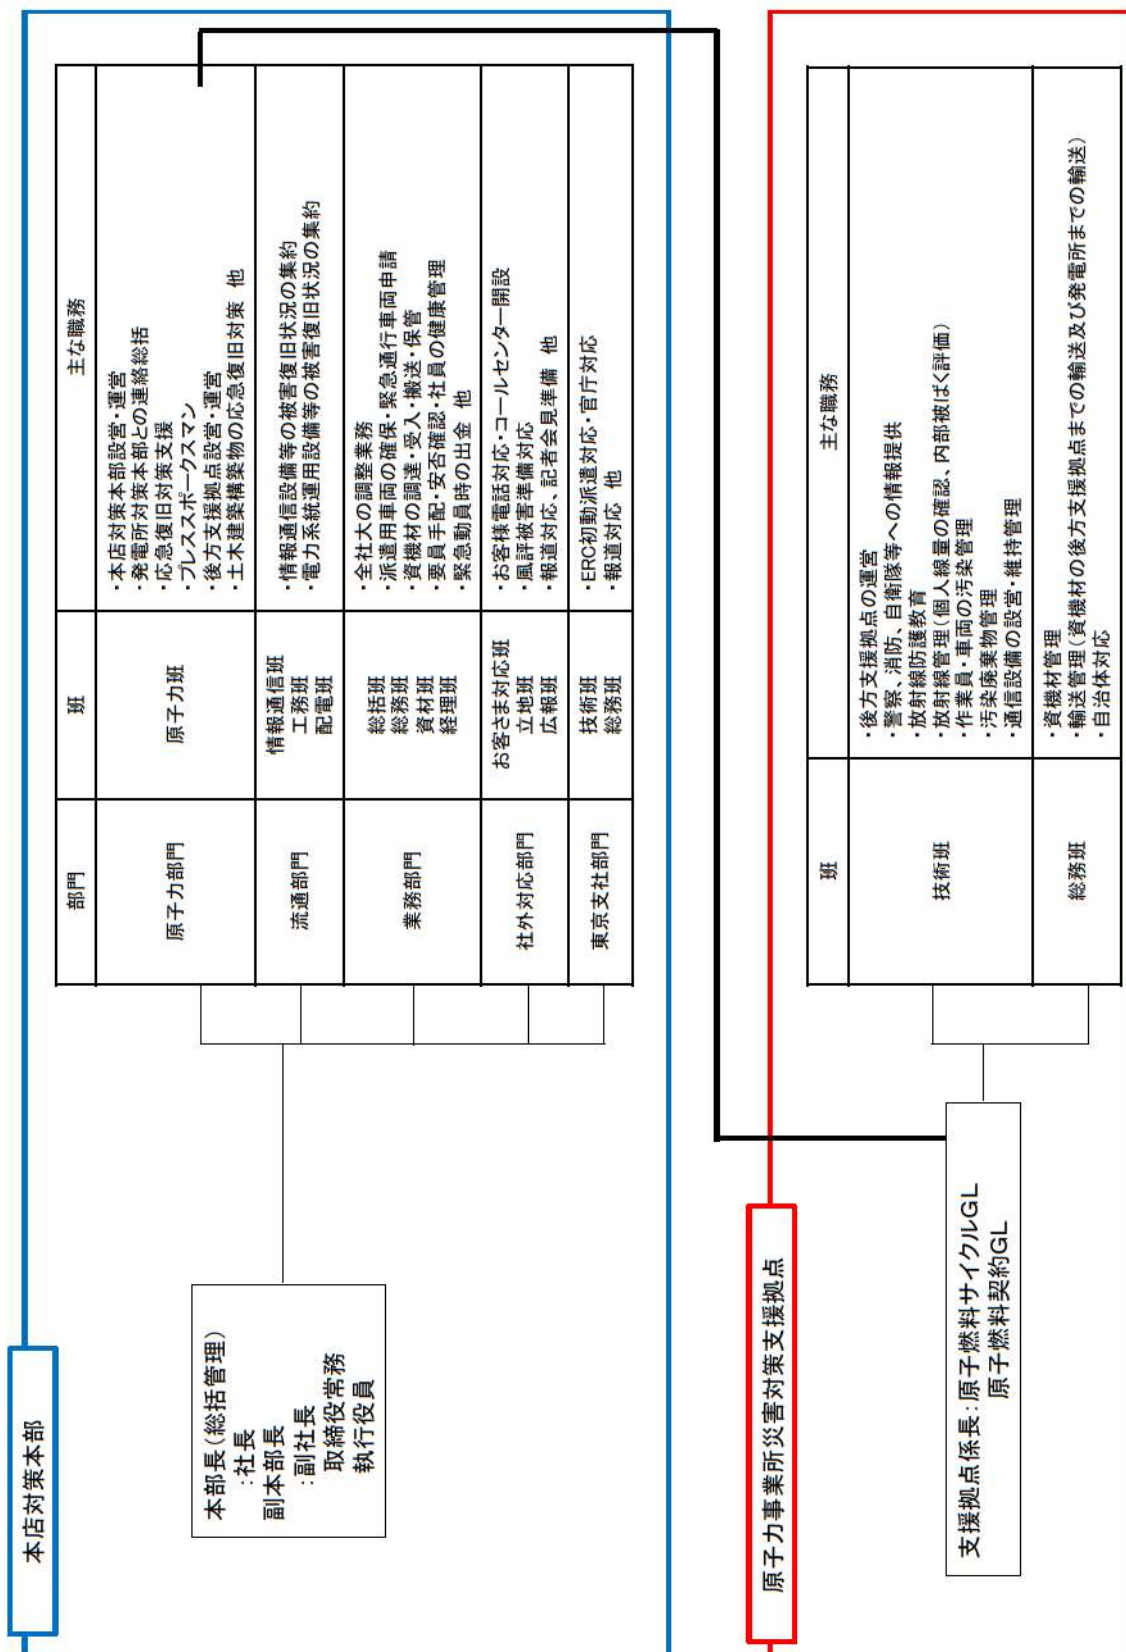 本店対策本部
本部長(総括管理)
:社長
副本部長
:副社長
取締役常務
執行役員
部門
班
主な職務
原子力部門
原子力班
・本店対策本部設営・運営
・発電所対策本部との連絡総括
・応急復旧対策支援
・プレススポークスマン
・後方支援拠点設営・運営
・土木建築構築物の応急復旧対策 他
流通部門
情報通信班
工務班
配電班
・情報通信設備等の被害復旧状況の集約
・電力系統運用設備等の被害復旧状況の集約
業務部門
総括班
総務班
資材班
経理班
・全社大の調整業務
・派遣用車両の確保・緊急通行車両申請
・資機材の調達・受入・搬送・保管
・要員手配・安否確認・社員の健康管理
・緊急動員時の出金 他
社外対応部門
お客さま対応班
立地班
広報班
・お客様電話対応・コールセンター開設
・風評被害準備対応
・報道対応、記者会見準備 他
東京支社部門
技術班
総務班
・ERC初動派遣対応・官庁対応
・報道対応 他
原子力事業所災害対策支援拠点
支援拠点係長:原子燃料サイクルGL
原子燃料契約GL
班
主な職務
技術班
・後方支援拠点の運営
・警察、消防、自衛隊等への情報提供
・放射線防護教育
・放射線管理(個人線量の確認、内部被ばく評価)
・作業員・車両の汚染管理
・汚染廃棄物管理
・通信設備の設営・維持管理
総務班
・資機材管理
・輸送管理(資機材の後方支援拠点までの輸送及び発電所までの輸送)
・自治体対応